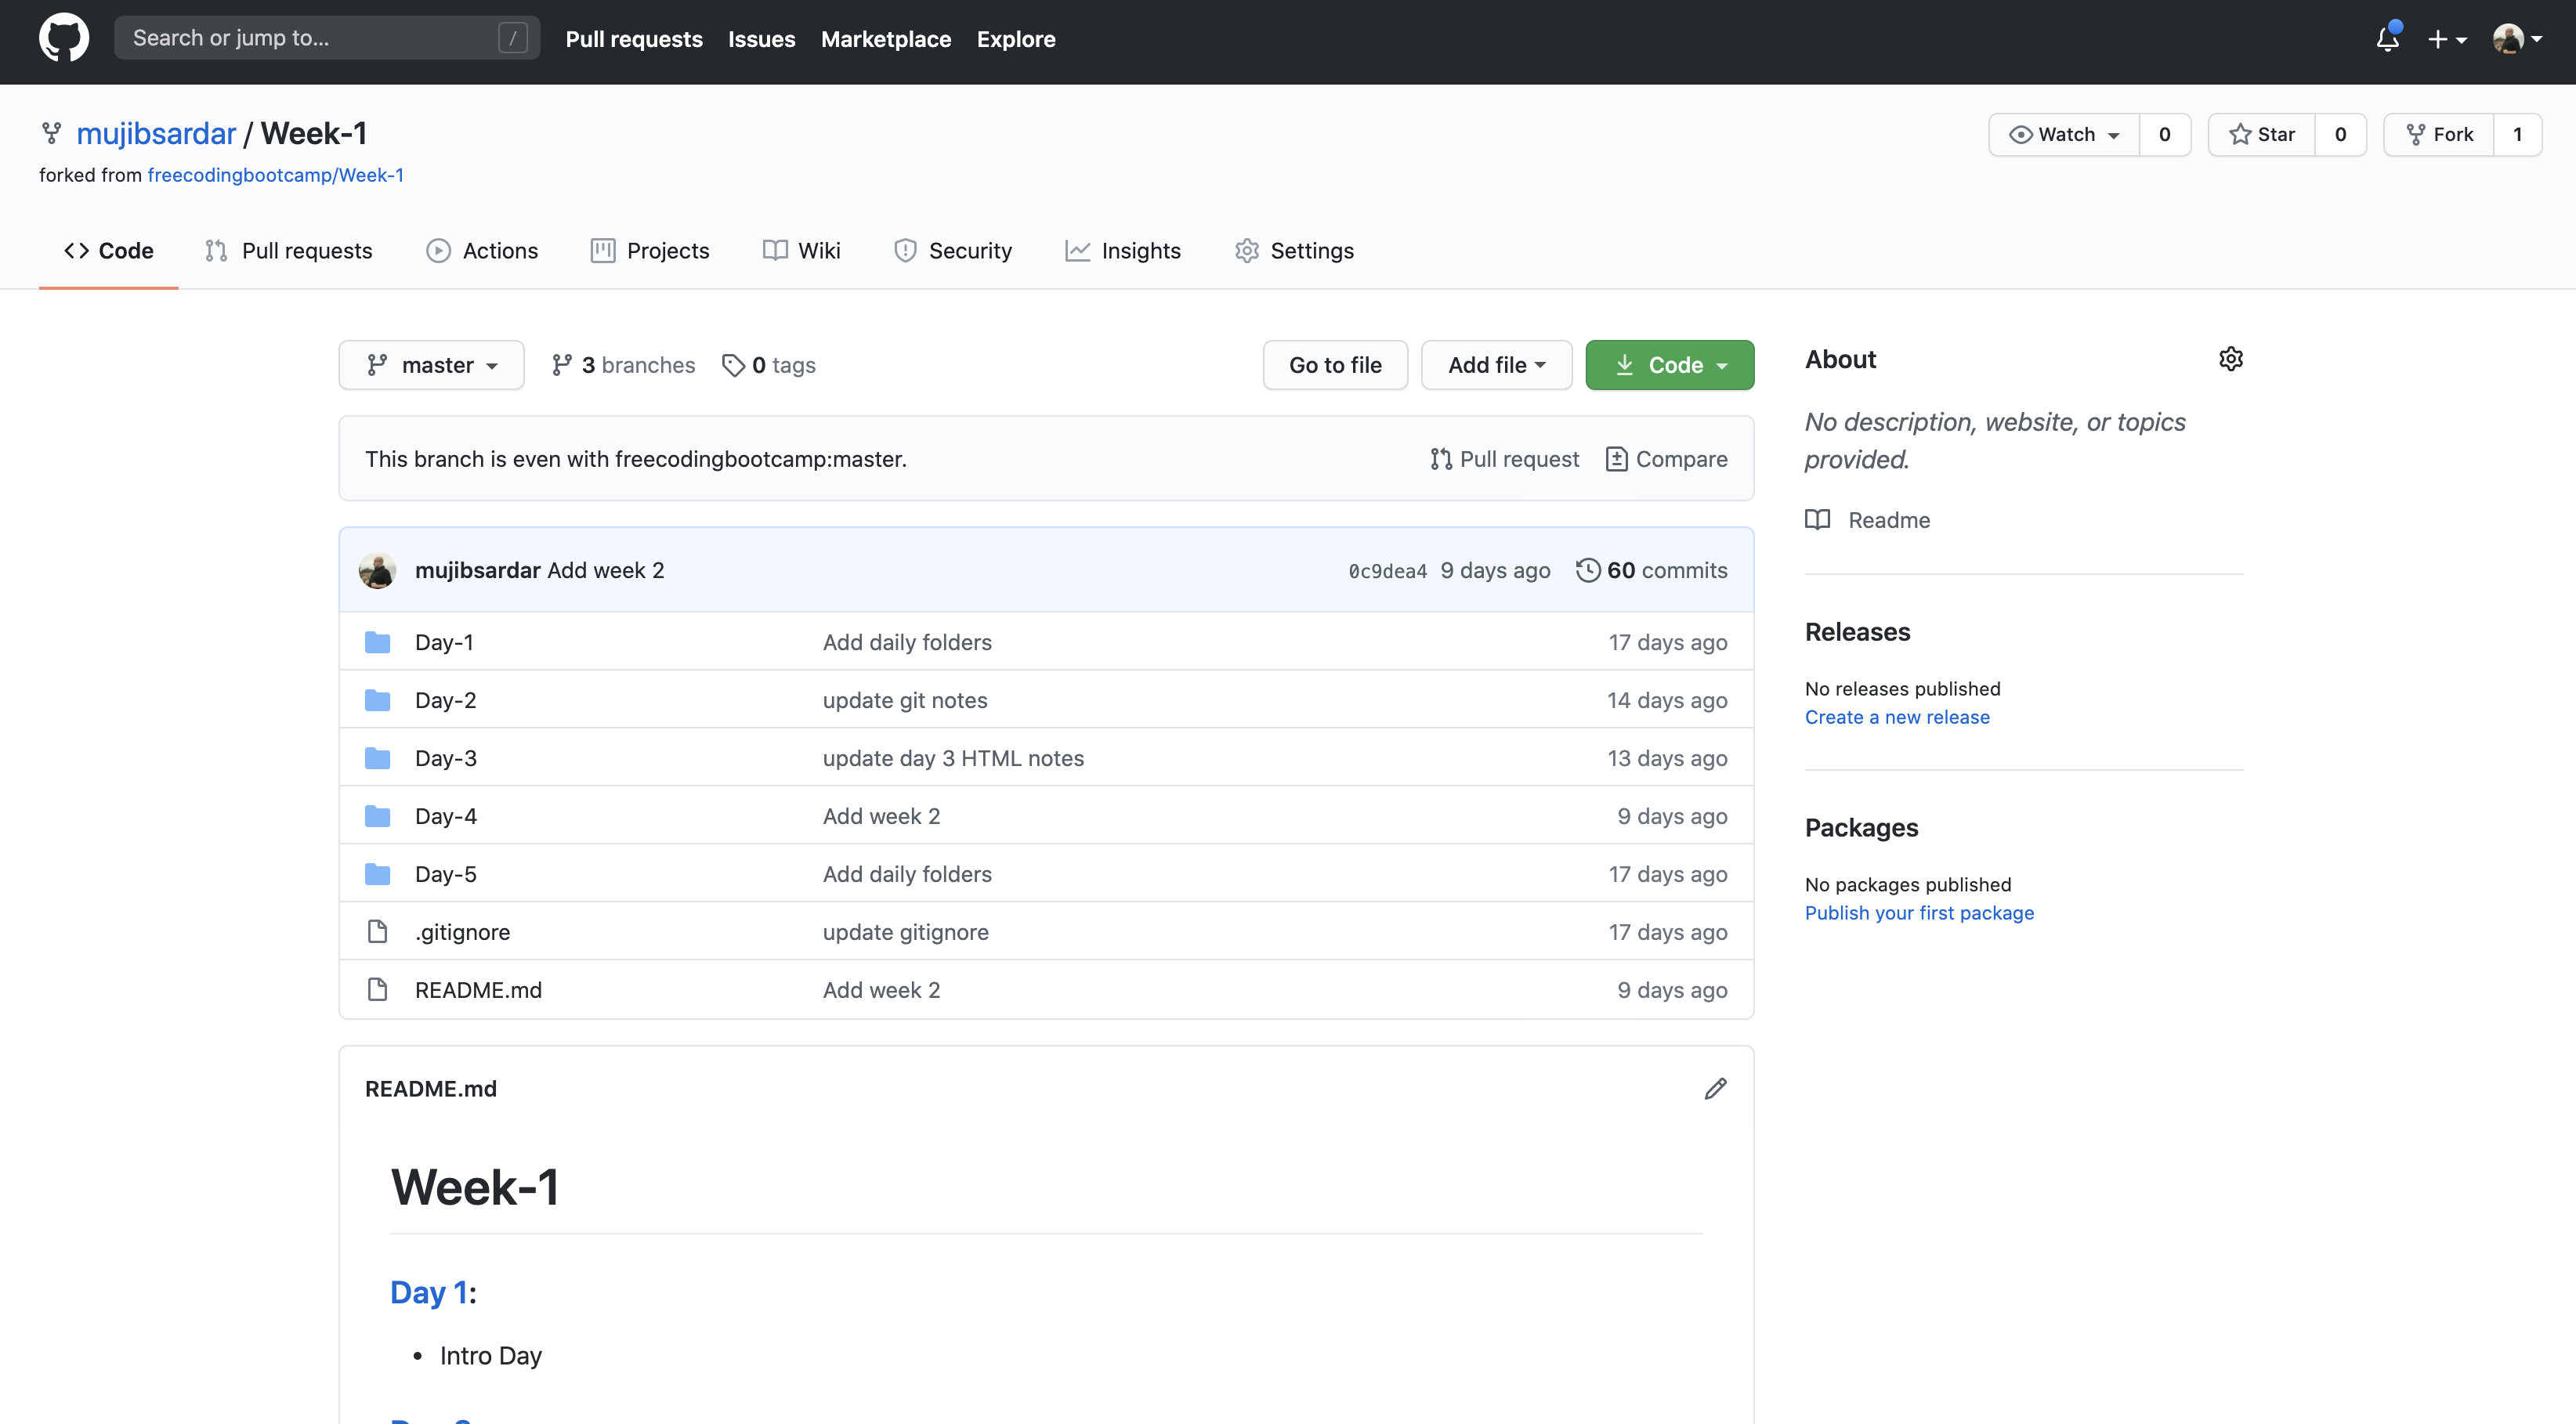 Search or jump to... /
Pull requests Issues Marketplace Explore
mujibsardar / Week-1
forked from freecodingbootcamp/Week-1
Watch 0 Star 0 Fork 1
Code Pull requests Actions Projects Wiki Security Insights Settings
master 3 branches 0 tags Go to file Add file Code
This branch is even with freecodingbootcamp:master. Pull request Compare
mujibsardar Add week 2 0c9dea4 9 days ago 60 commits
Day-1 Add daily folders 17 days ago
Day-2 update git notes 14 days ago
Day-3 update day 3 HTML notes 13 days ago
Day-4 Add week 2 9 days ago
Day-5 Add daily folders 17 days ago
.gitignore update gitignore 17 days ago
README.md Add week 2 9 days ago
README.md
Week-1
Day 1:
• Intro Day
About
No description, website, or topics
provided.
Readme
Releases
No releases published
Create a new release
Packages
No packages published
Publish your first package